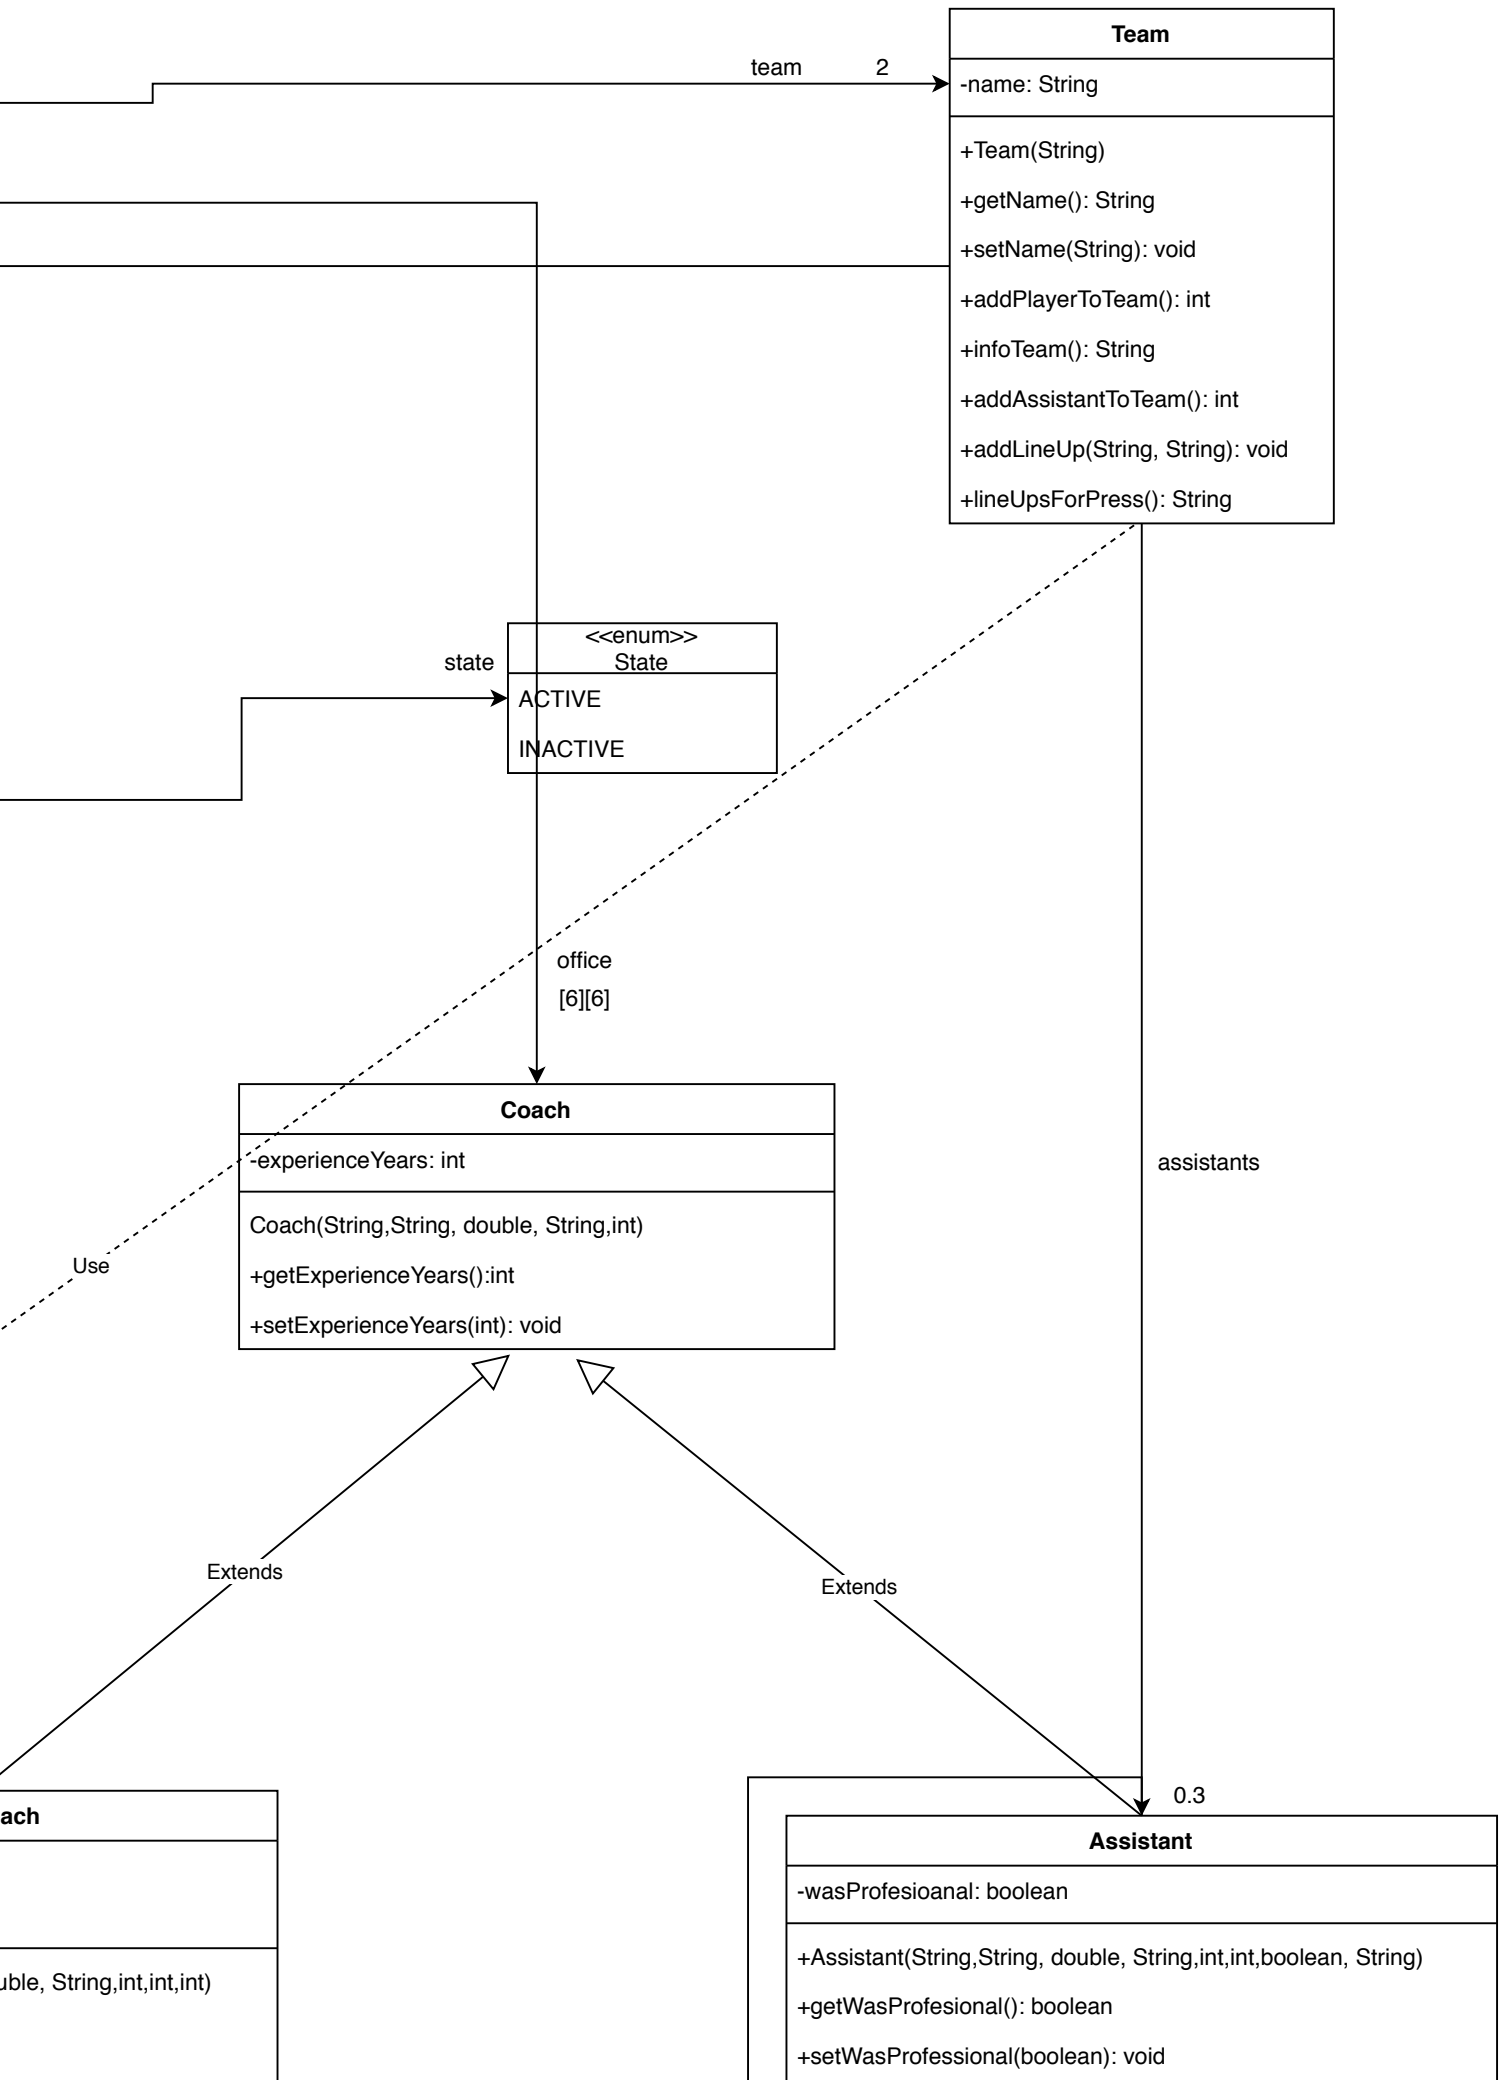 Team
team 2
-name: String
+Team(String)
+getName(): String
+setName(String): void
+addPlayerToTeam(): int
+infoTeam(): String
+addAssistantToTeam(): int
+addLineUp(String, String): void
+lineUpsForPress(): String
<<enum>>
State
state
ACTIVE
INACTIVE
office
[6][6]
Coach
-experienceYears: int
Coach(String,String, double, String,int)
+getExperienceYears():int
+setExperienceYears(int): void
assistants
Use
Extends
Extends
0.3
ach
uble, String,int,int,int)
Assistant
-wasProfesioanal: boolean
+Assistant(String,String, double, String,int,int,boolean, String)
+getWasProfesional(): boolean
+setWasProfessional(boolean): void